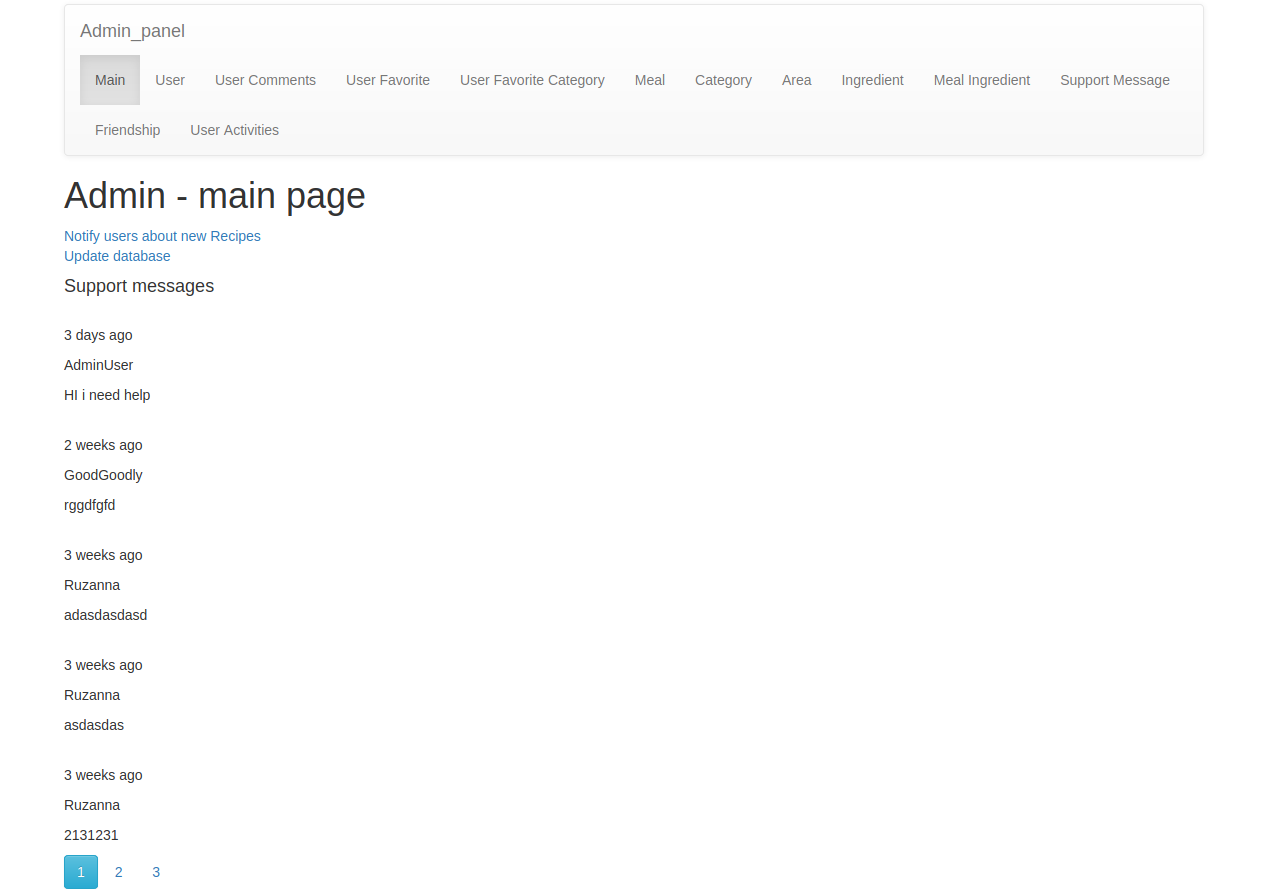 Admin_panel
Main User User Comments User Favorite User Favorite Category Meal Category Area Ingredient Meal Ingredient Support Message
Friendship User Activities
Admin - main page
Notify users about new Recipes
Update database
Support messages
3 days ago
AdminUser
HI i need help
2 weeks ago
GoodGoodly
rggdfgfd
3 weeks ago
Ruzanna
adasdasdasd
3 weeks ago
Ruzanna
asdasdas
3 weeks ago
Ruzanna
2131231
1 2 3